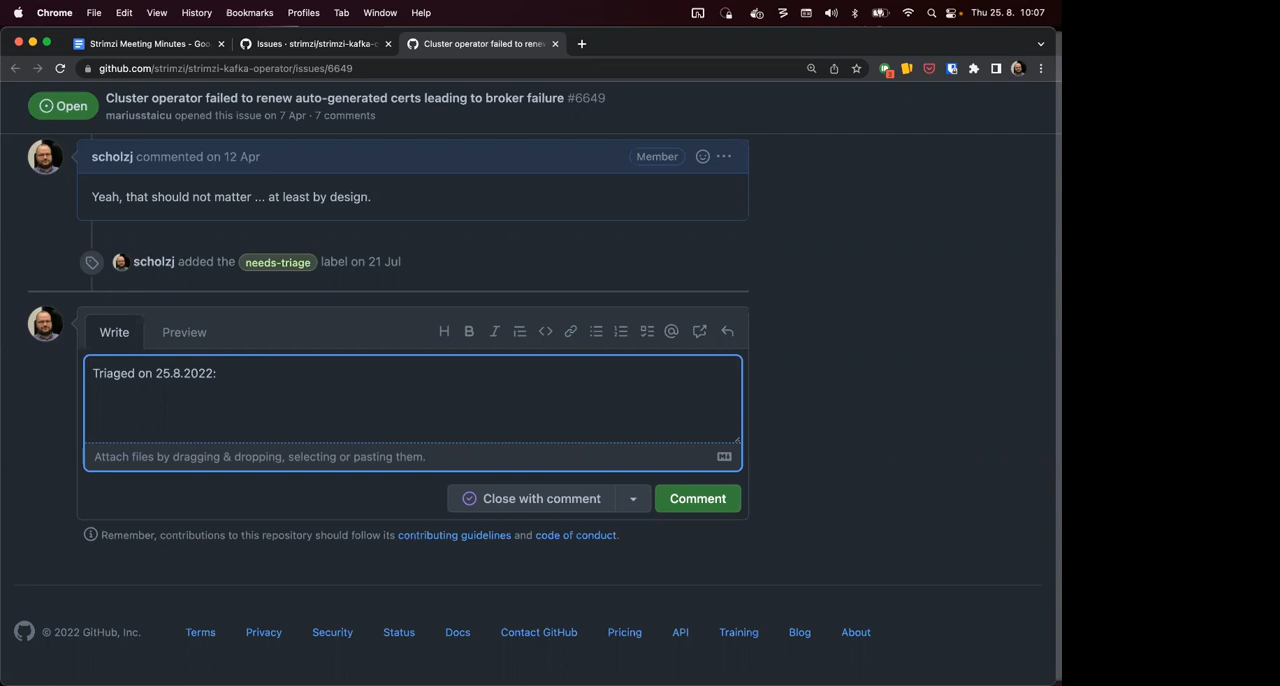 Chrome File Edit View History Bookmarks Profiles Tab Window Help Thu 25. 8. 10:07
Strimzi Meeting Minutes - Goo Issues · strimzi/strimzi-kafka-o Cluster operator failed to renew
github.com/strimzi/strimzi-kafka-operator/issues/6649
Open
Cluster operator failed to renew auto-generated certs leading to broker failure #6649
mariusstaicu opened this issue on 7 Apr · 7 comments
scholzj commented on 12 Apr Member
Yeah, that should not matter ... at least by design.
scholzj added the needs-triage label on 21 Jul
Write Preview
Triaged on 25.8.2022:
Attach files by dragging & dropping, selecting or pasting them.
Close with comment Comment
Remember, contributions to this repository should follow its contributing guidelines and code of conduct.
© 2022 GitHub, Inc. Terms Privacy Security Status Docs Contact GitHub Pricing API Training Blog About